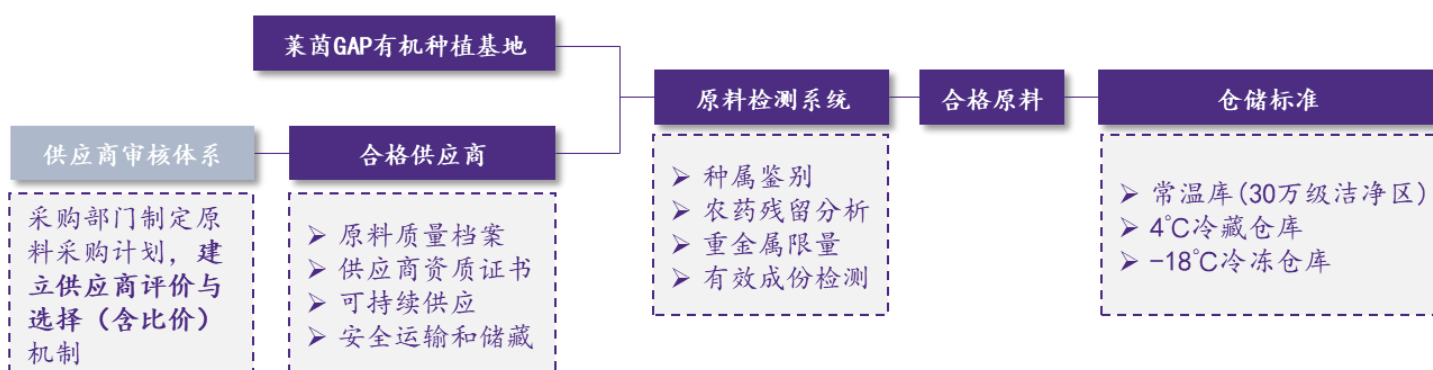 莱茵GAP有机种植基地
供应商审核体系
采购部门制定原
料采购计划，建
立供应商评价与
选择（含比价）
机制
合格供应商
➢ 原料质量档案
➢ 供应商资质证书
➢ 可持续供应
➢ 安全运输和储藏
原料检测系统
➢ 种属鉴别
➢ 农药残留分析
➢ 重金属限量
➢ 有效成份检测
合格原料
仓储标准
➢ 常温库(30万级洁净区)
➢ 4℃冷藏仓库
➢ -18℃冷冻仓库